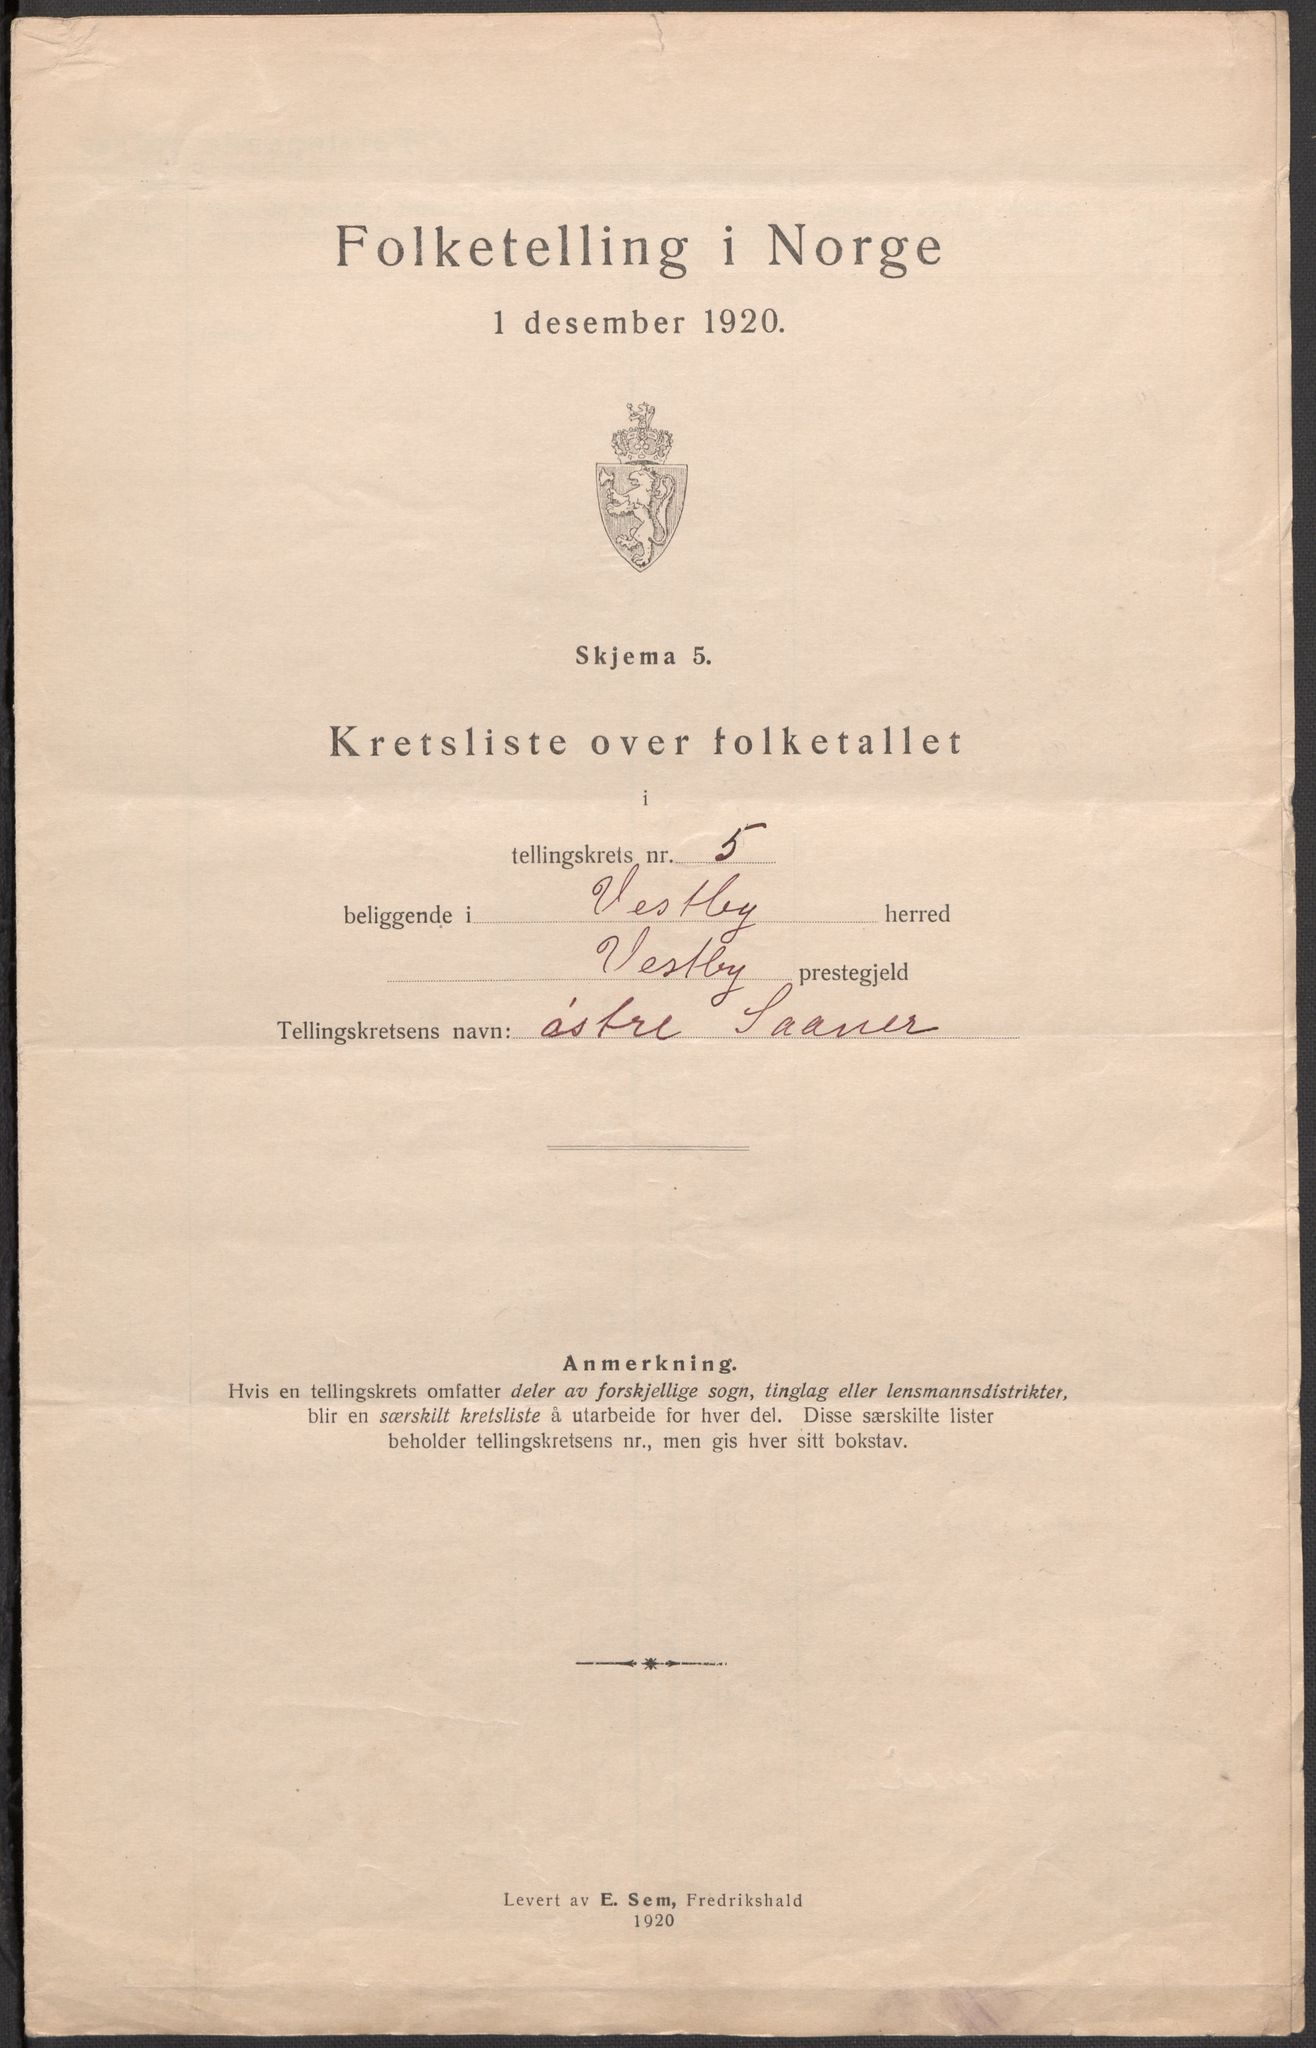 Folketelling i Norge
1 desember 1920.
Skjema 5.
Kretsliste over folketallet
i
tellingskrets nr. 5
beliggende i Vestby herred
Vestby prestegjeld
Tellingskretsens navn: östre Saaner
Anmerkning.
Hvis en tellingskrets omfatter deler av forskjellige sogn, tinglag eller lensmannsdistrikter,
blir en særskilt kretsliste å utarbeide for hver del. Disse særskilte lister
beholder tellingskretsens nr., men gis hver sitt bokstav.
Levert av E. Sem, Fredrikshald
1920